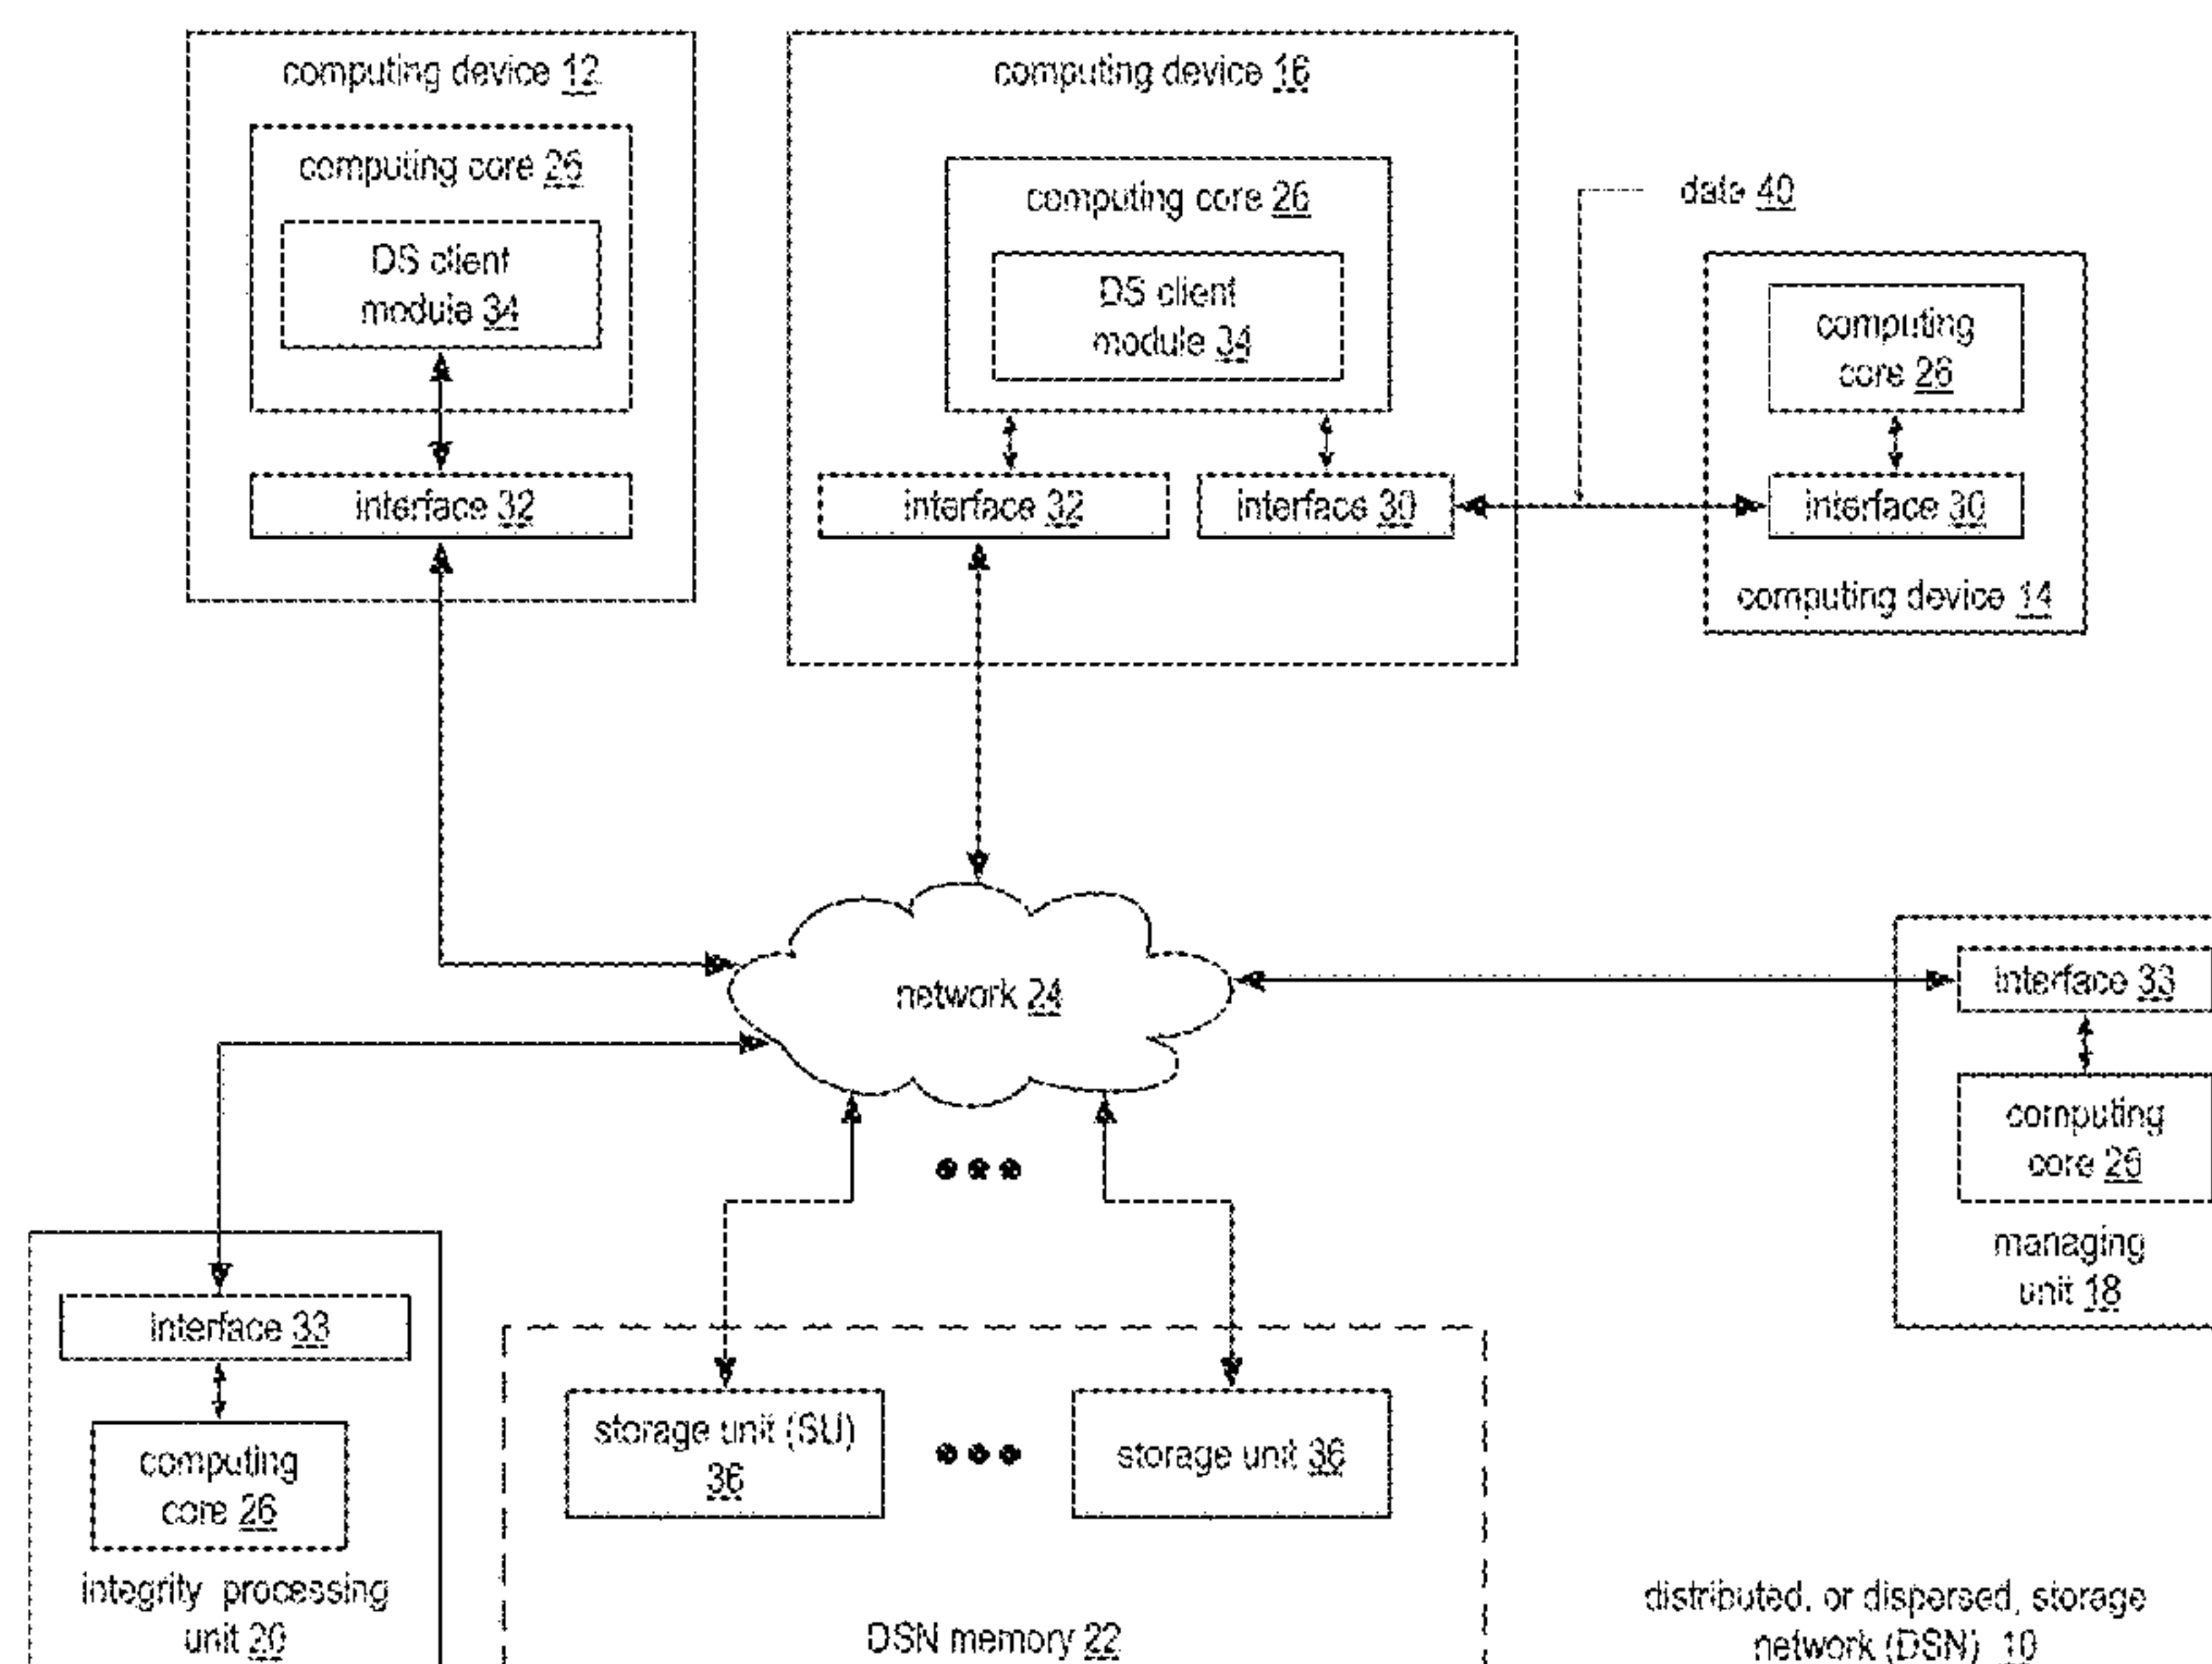 computing device 12
computing core 26
DS client
module 34
interface 32
computing device 16
computing core 26
DS client
module 34
interface 32
interface 30
data 40
computing
core 26
interface 30
computing device 14
network 24
interface 33
computing
core 26
managing
unit 18
interface 33
computing
core 26
integrity processing
unit 20
storage unit (SU)
36
storage unit 36
DSN memory 22
distributed, or dispersed, storage
network (DSN) 10